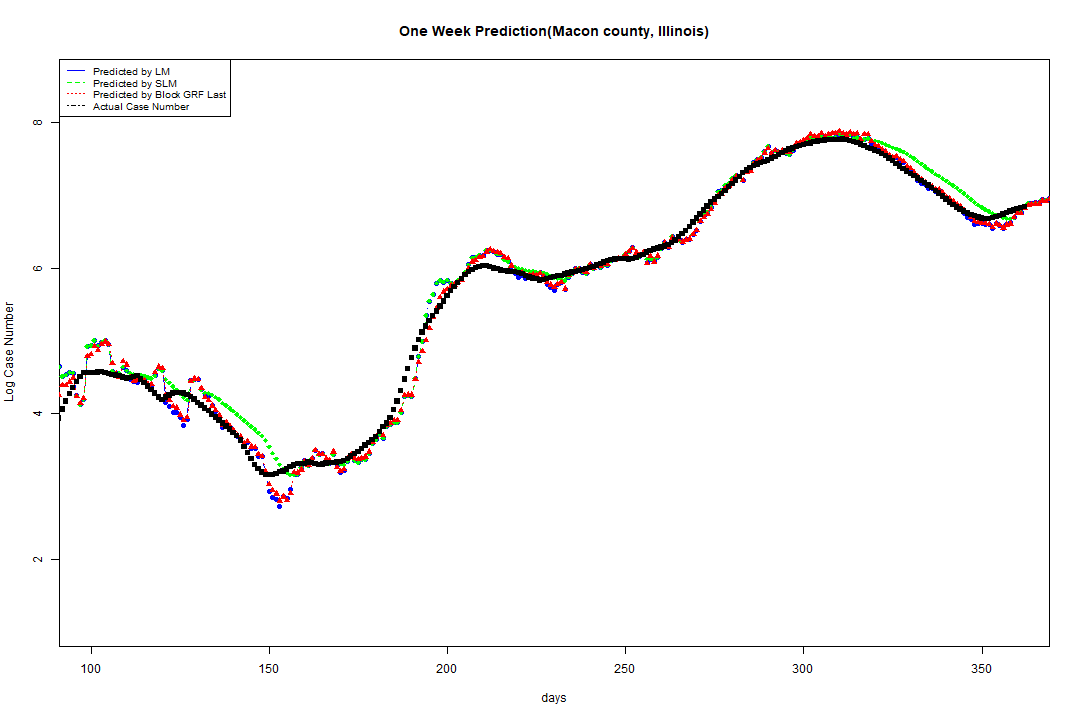 One Week Prediction(Macon county, Illinois)
Predicted by LM
Predicted by SLM
Predicted by Block GRF Last
Actual Case Number
8
6
4
2
Log Case Number
100 150 200 250 300 350
days